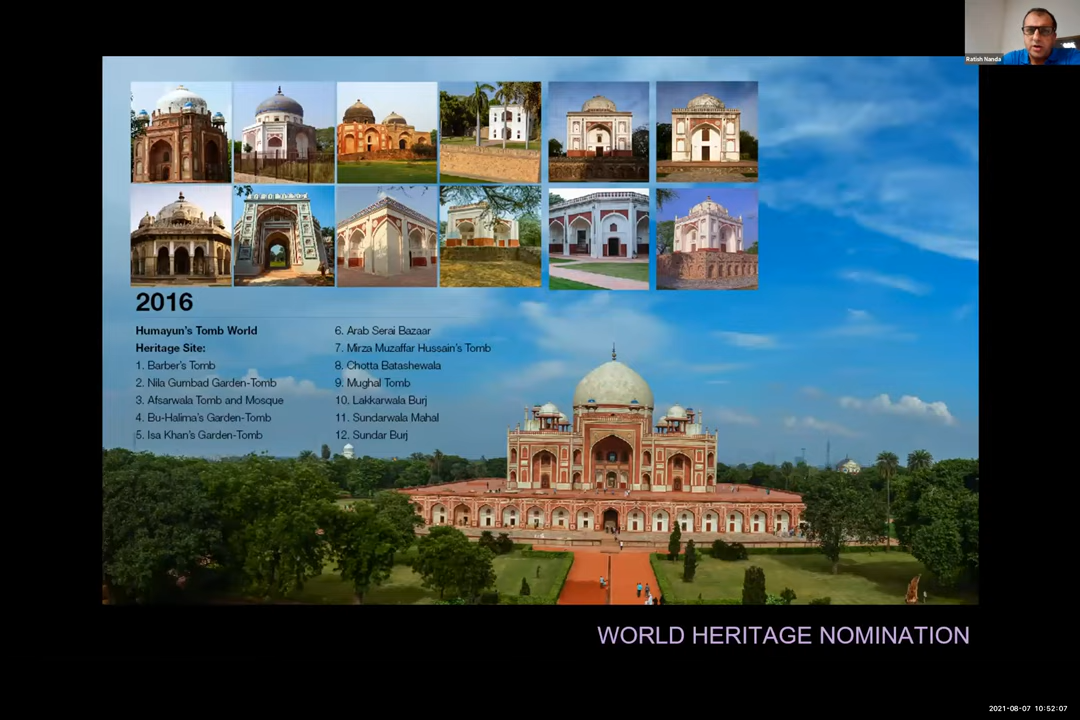 Ratish Nanda
2016
Humayun's Tomb World
Heritage Site:
1. Barber's Tomb
2. Nila Gumbad Garden-Tomb
3. Afsarwala Tomb and Mosque
4. Bu-Halima's Garden-Tomb
5. Isa Khan's Garden-Tomb
6. Arab Serai Bazaar
7. Mirza Muzaffar Hussain's Tomb
8. Chotta Batashewala
9. Mughal Tomb
10. Lakkarwala Burj
11. Sundarwala Mahal
12. Sundar Burj
WORLD HERITAGE NOMINATION
2021-08-07 10:52:07